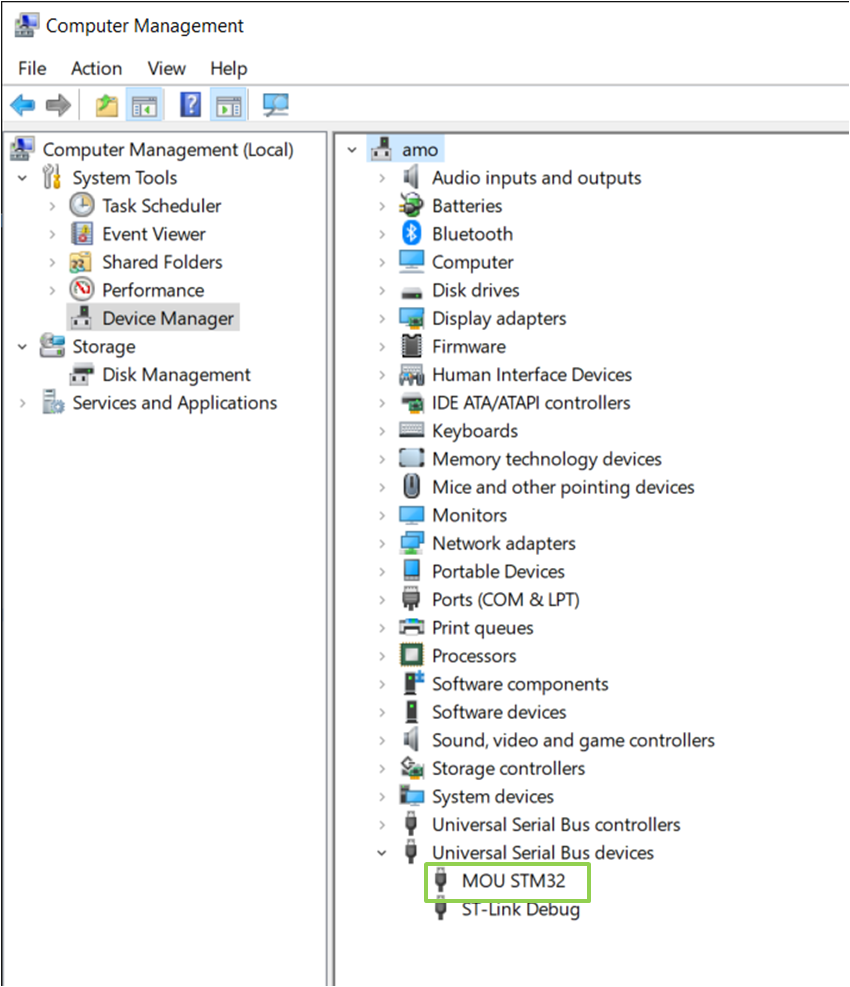 Computer Management
File Action View Help
Computer Management (Local)
System Tools
Task Scheduler
Event Viewer
Shared Folders
Performance
Device Manager
Storage
Disk Management
Services and Applications
amo
Audio inputs and outputs
Batteries
Bluetooth
Computer
Disk drives
Display adapters
Firmware
Human Interface Devices
IDE ATA/ATAPI controllers
Keyboards
Memory technology devices
Mice and other pointing devices
Monitors
Network adapters
Portable Devices
Ports (COM & LPT)
Print queues
Processors
Software components
Software devices
Sound, video and game controllers
Storage controllers
System devices
Universal Serial Bus controllers
Universal Serial Bus devices
MOU STM32
ST-Link Debug